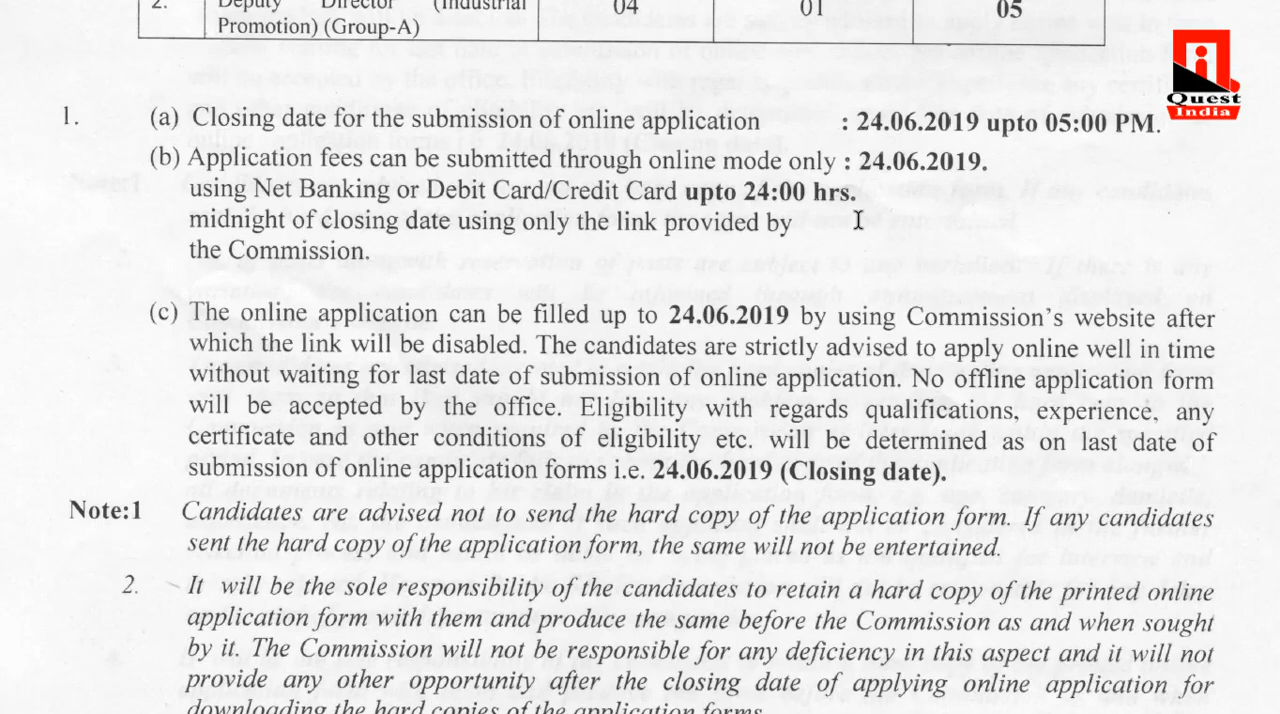 2. Deputy Director (Industrial 04 01 05
Promotion) (Group-A)
Quest
India
1. (a) Closing date for the submission of online application : 24.06.2019 upto 05:00 PM.
(b) Application fees can be submitted through online mode only : 24.06.2019.
using Net Banking or Debit Card/Credit Card upto 24:00 hrs.
midnight of closing date using only the link provided by
the Commission.
(c) The online application can be filled up to 24.06.2019 by using Commission's website after
which the link will be disabled. The candidates are strictly advised to apply online well in time
without waiting for last date of submission of online application. No offline application form
will be accepted by the office. Eligibility with regards qualifications, experience, any
certificate and other conditions of eligibility etc. will be determined as on last date of
submission of online application forms i.e. 24.06.2019 (Closing date).
Note:1 Candidates are advised not to send the hard copy of the application form. If any candidates
sent the hard copy of the application form, the same will not be entertained.
2. It will be the sole responsibility of the candidates to retain a hard copy of the printed online
application form with them and produce the same before the Commission as and when sought
by it. The Commission will not be responsible for any deficiency in this aspect and it will not
provide any other opportunity after the closing date of applying online application for
downloading the hard copies of the application forms.